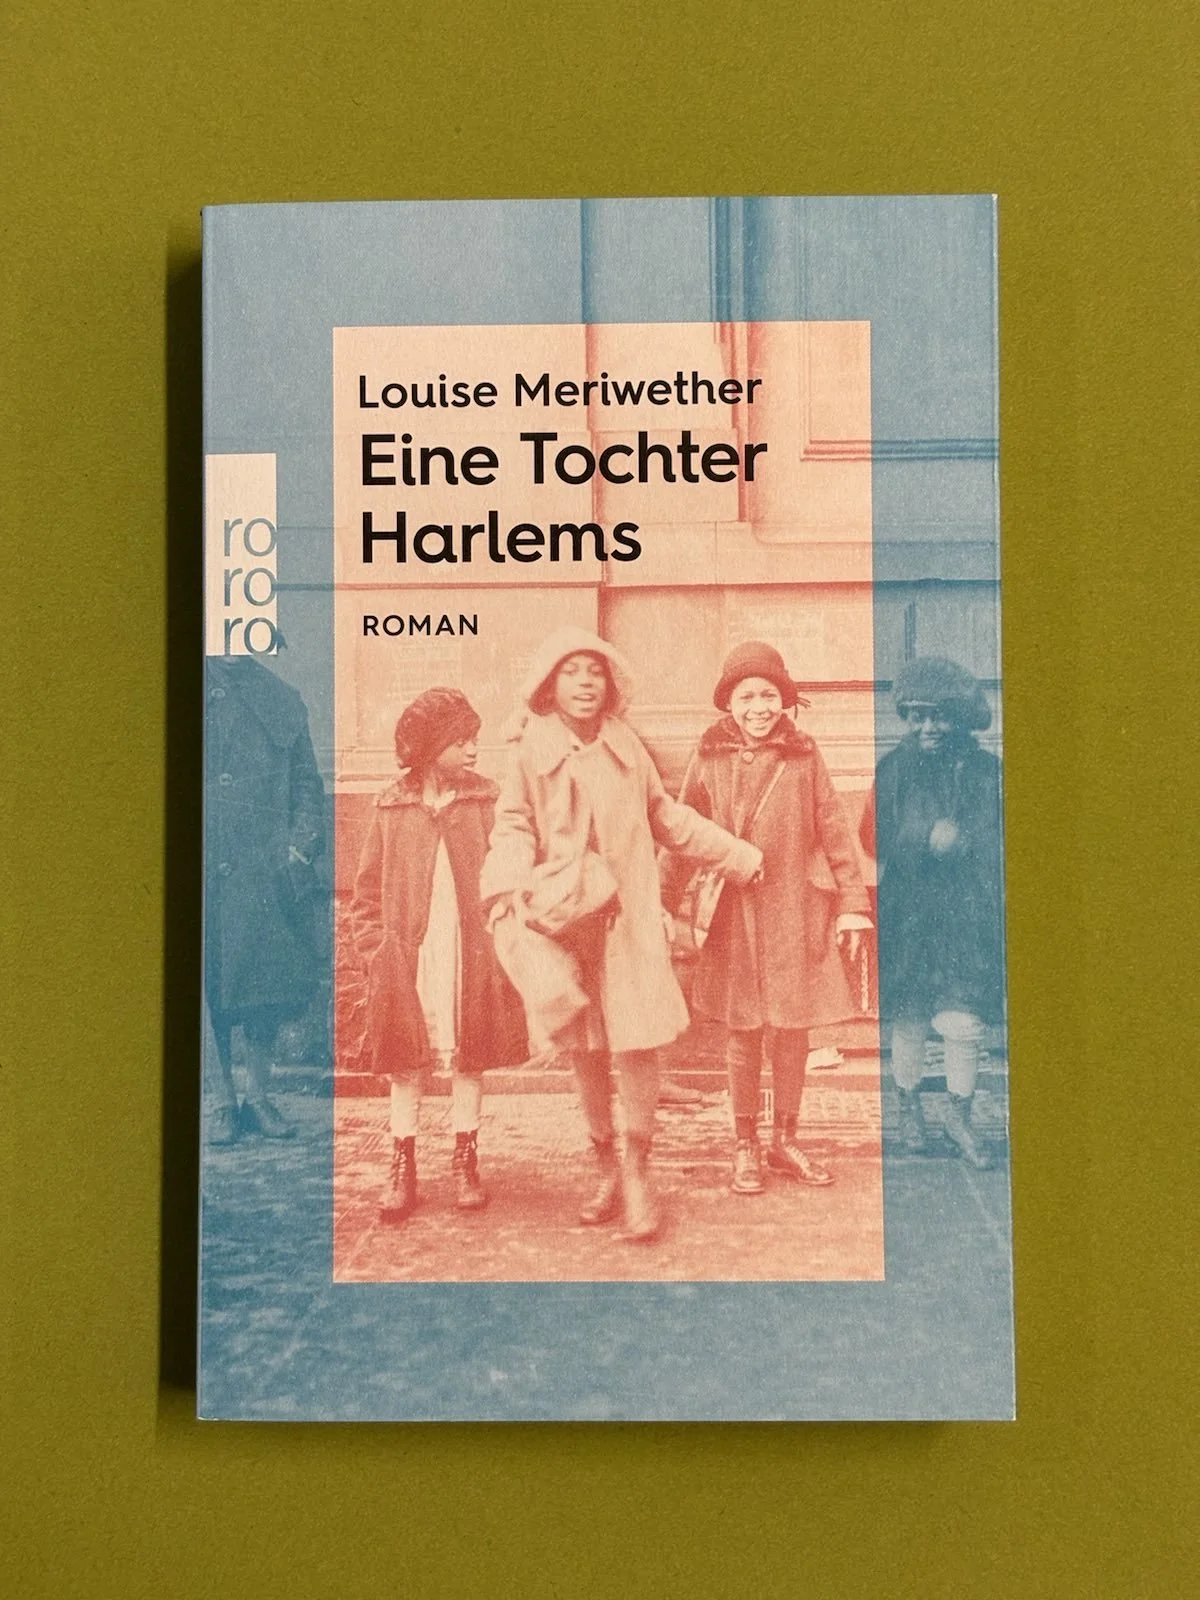 Louise Meriwether
Eine Tochter
Harlems
ROMAN
ro
ro
ro